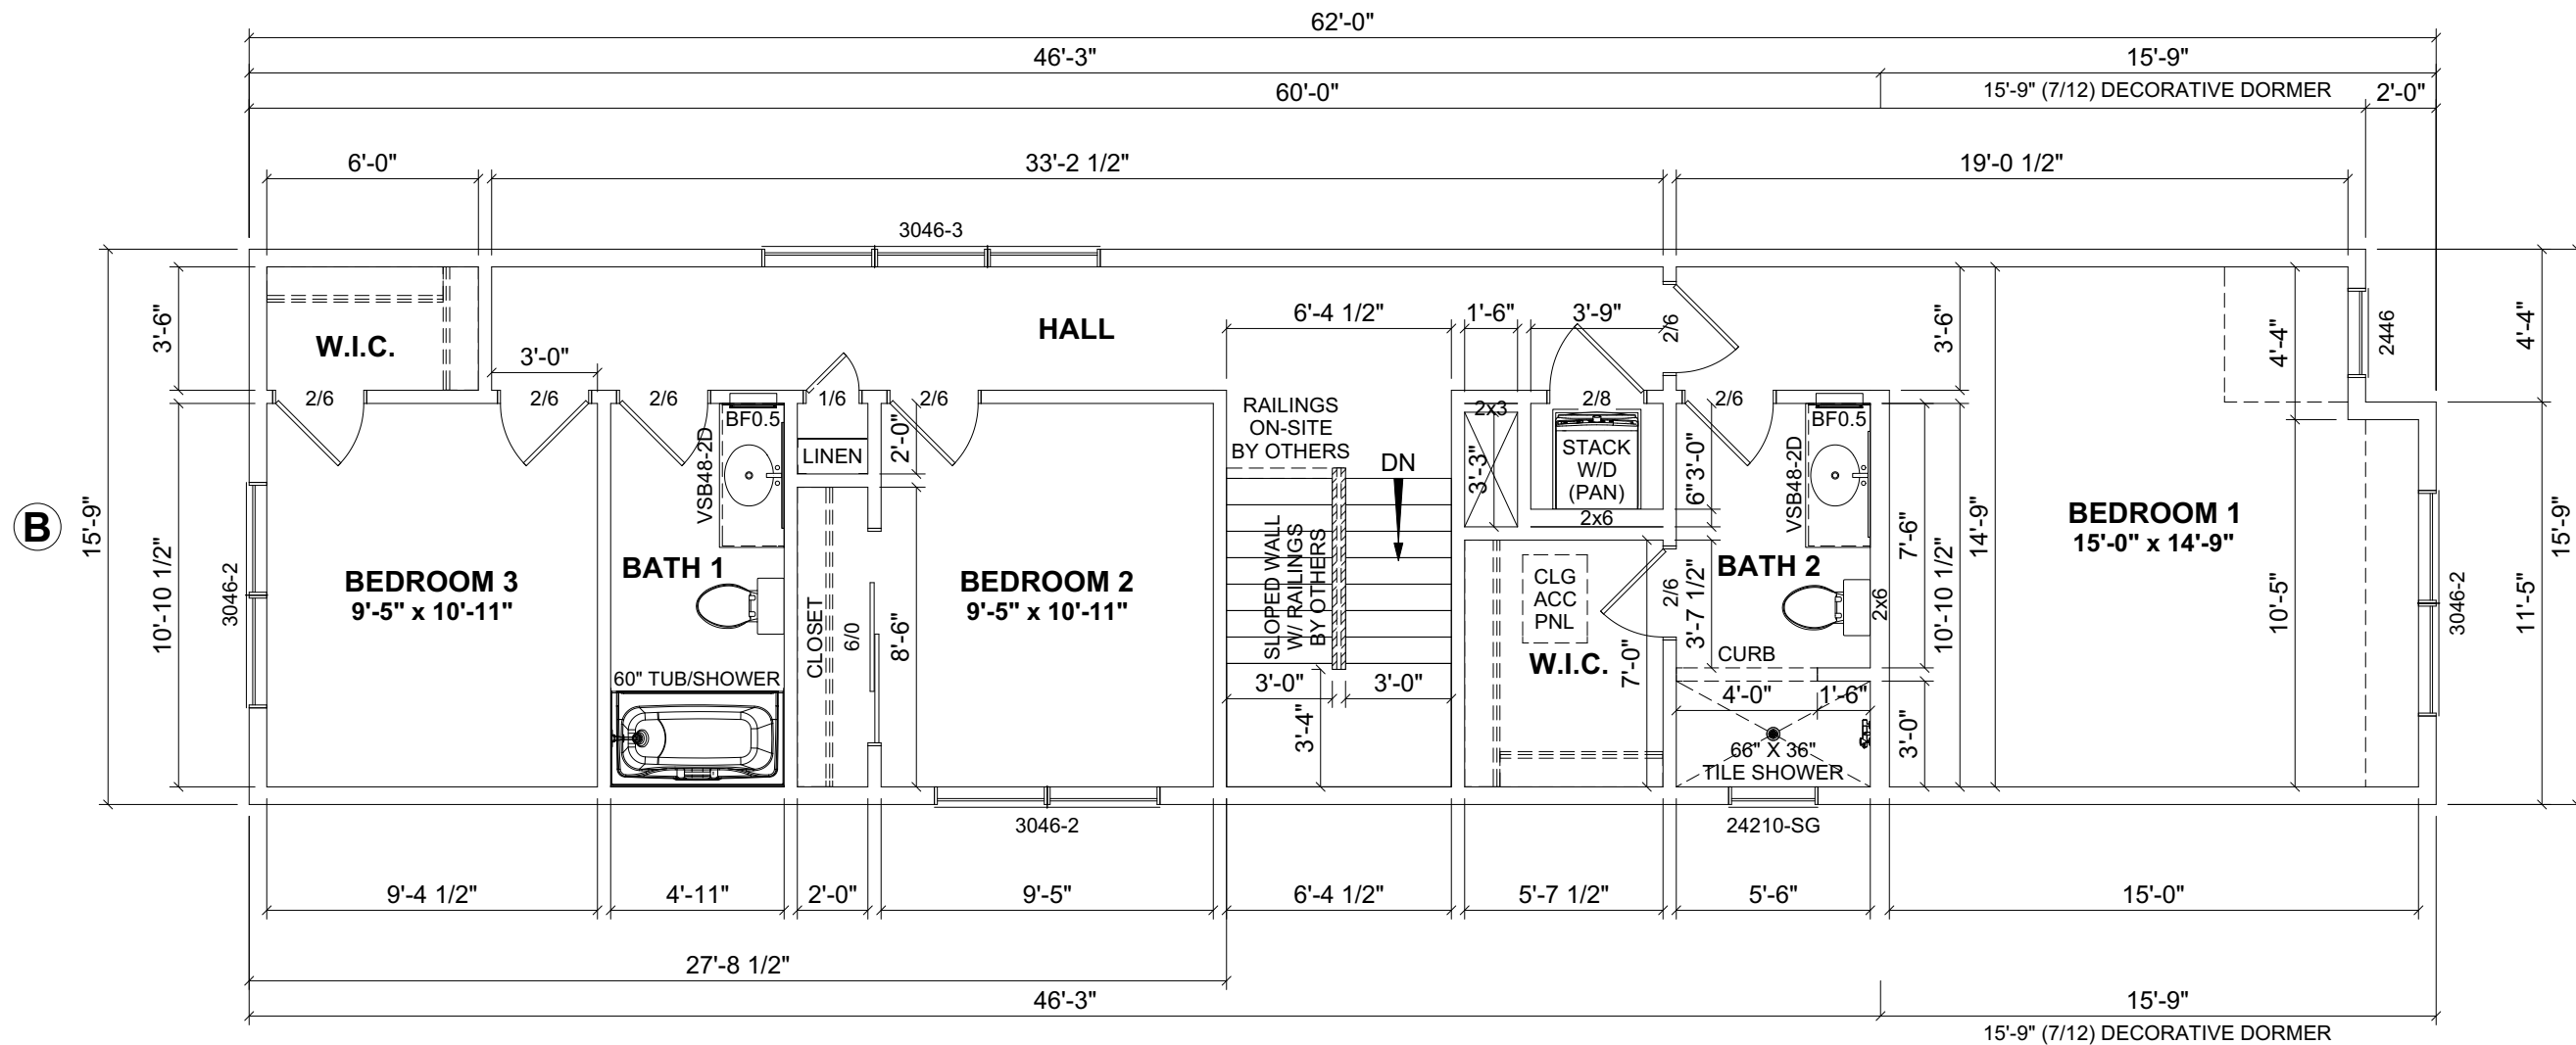 62'-0"
46'-3"
15'-9"
60'-0"
15'-9" (7/12) DECORATIVE DORMER
2'-0"
6'-0"
33'-2 1/2"
19'-0 1/2"
3046-3
3'-6"
W.I.C.
HALL
6'-4 1/2"
1'-6"
3'-9"
2/6
3'-6"
4'-4"
2446
4'-4"
3'-0"
2/6
2/6
2/6
1/6
2/6
2/8
2/6
2x3
BF0.5
BF0.5
RAILINGS
ON-SITE
BY OTHERS
LINEN
2'-0"
VSB48-2D
DN
3'-3"
STACK
W/D
(PAN)
3'-0"
6"
2x6
VSB48-2D
B
15'-9"
10'-10 1/2"
3046-2
BEDROOM 3
9'-5" x 10'-11"
BATH 1
CLOSET
6/0
8'-6"
BEDROOM 2
9'-5" x 10'-11"
SLOPED WALL
W/ RAILINGS
BY OTHERS
CLG
ACC
PNL
2/6
3'-7 1/2"
BATH 2
2x6
7'-6"
10'-10 1/2"
14'-9"
BEDROOM 1
15'-0" x 14'-9"
10'-5"
3046-2
11'-5"
15'-9"
60" TUB/SHOWER
W.I.C.
7'-0"
CURB
3'-0"
3'-0"
3'-4"
4'-0"
1'-6"
3'-0"
66" X 36"
TILE SHOWER
3046-2
24210-SG
9'-4 1/2"
4'-11"
2'-0"
9'-5"
6'-4 1/2"
5'-7 1/2"
5'-6"
15'-0"
27'-8 1/2"
46'-3"
15'-9"
15'-9" (7/12) DECORATIVE DORMER